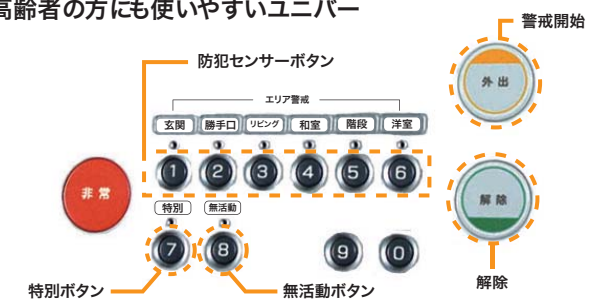 高齢者の方にも使いやすいユニバー
警戒開始
防犯センサーボタン
外出
エリア警戒
玄関 勝手口 リビング 和室 階段 洋室
1 2 3 4 5 6
非常
解除
特別 無活動
7 8 9 0
特別ボタン
無活動ボタン
解除